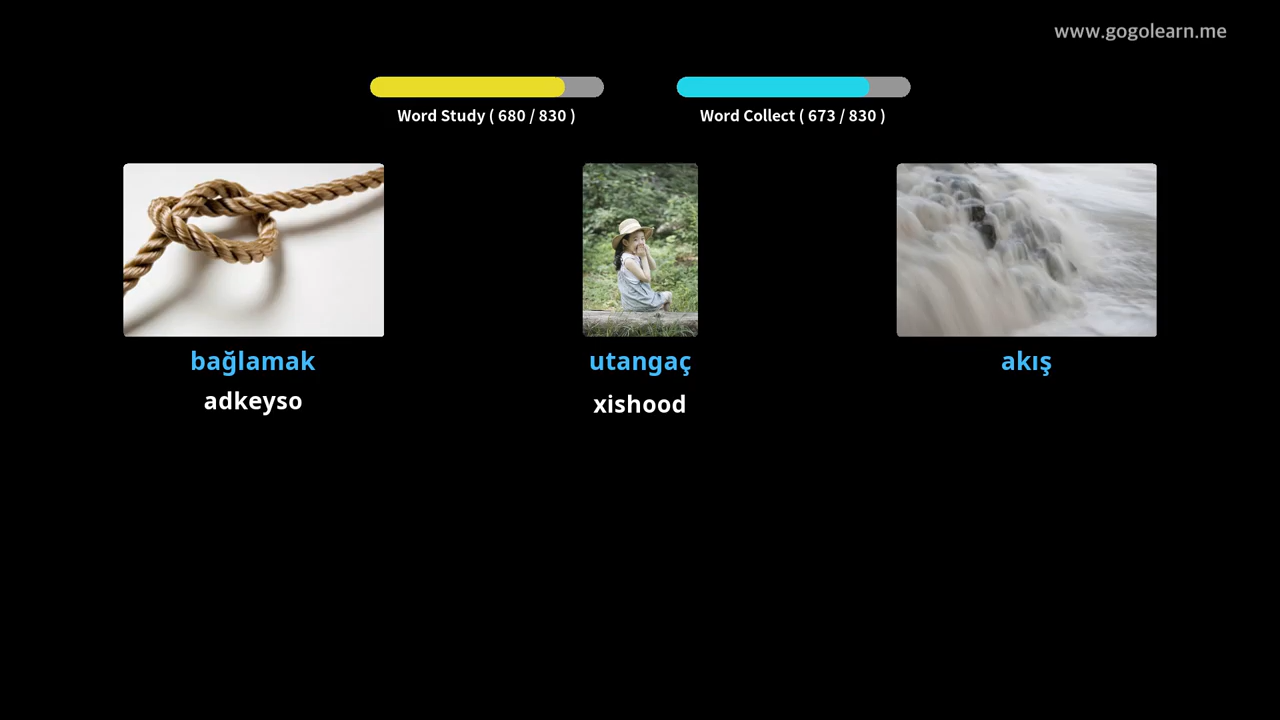 www.gogolearn.me
Word Study ( 680 / 830 )
Word Collect ( 673 / 830 )
bağlamak
adkeyso
utangaç
xishood
akış